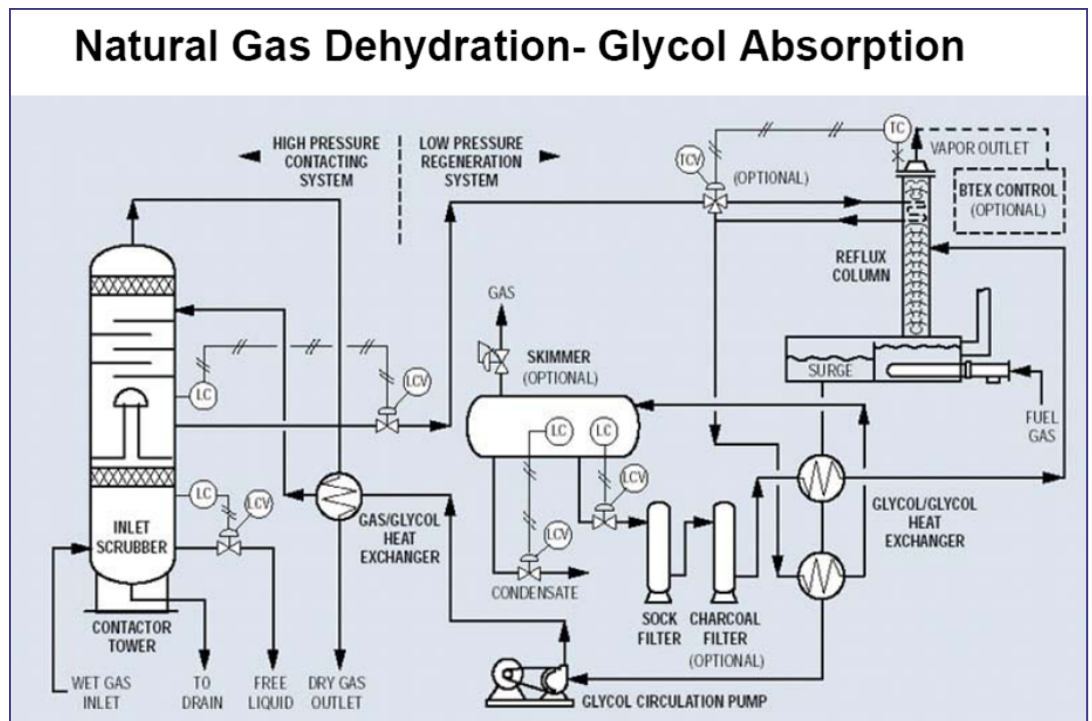 Natural Gas Dehydration- Glycol Absorption
HIGH PRESSURE
CONTACTING
SYSTEM
LOW PRESSURE
REGENERATION
SYSTEM
TCV
(OPTIONAL)
TC
VAPOR OUTLET
BTEX CONTROL
(OPTIONAL)
REFLUX
COLUMN
GAS
SKIMMER
(OPTIONAL)
SURGE
FUEL
GAS
LC
LCV
LC
LC
LCV
LC
LCV
INLET
SCRUBBER
GAS/GLYCOL
HEAT
EXCHANGER
LCV
CONDENSATE
GLYCOL/GLYCOL
HEAT
EXCHANGER
CONTACTOR
TOWER
SOCK
FILTER
CHARCOAL
FILTER
(OPTIONAL)
WET GAS
INLET
TO
DRAIN
FREE
LIQUID
DRY GAS
OUTLET
GLYCOL CIRCULATION PUMP